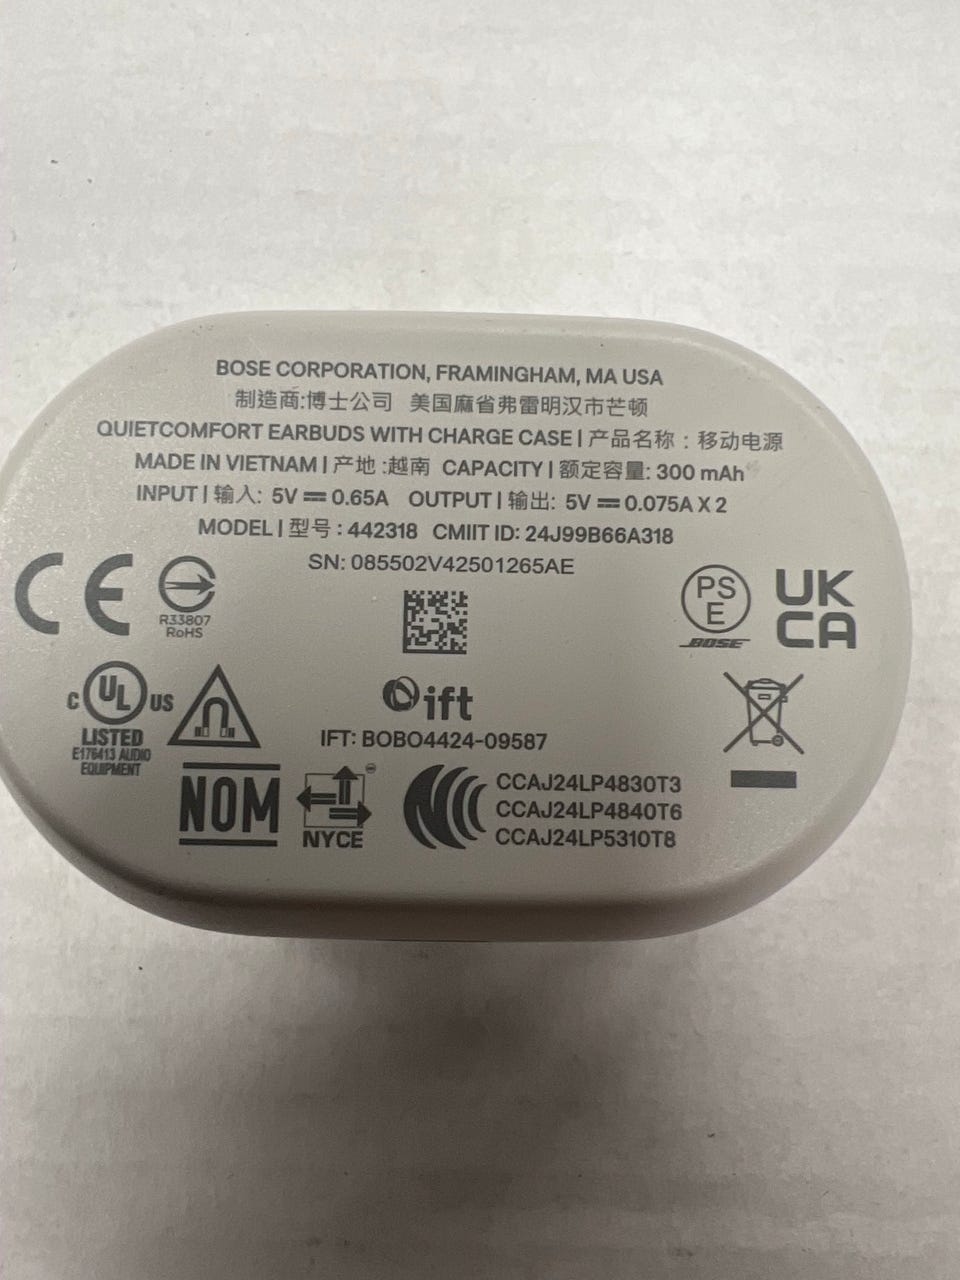 BOSE CORPORATION, FRAMINGHAM, MA USA
制造商:博士公司 美国麻省弗雷明汉市芒顿
QUIETCOMFORT EARBUDS WITH CHARGE CASE | 产品名称 : 移动电源
MADE IN VIETNAM | 产地 :越南 CAPACITY | 额定容量: 300 mAh
INPUT | 输入: 5V ⎓ 0.65A OUTPUT | 输出: 5V ⎓ 0.075A X 2
MODEL | 型号 : 442318 CMIIT ID: 24J99B66A318
SN: 085502V42501265AE
CE
R33807
RoHS
PS
E
BOSE
UK
CA
C UL US
LISTED
E176413 AUDIO
EQUIPMENT
ift
IFT: BOBO4424-09587
NOM
NYCE
CCAJ24LP4830T3
CCAJ24LP4840T6
CCAJ24LP5310T8